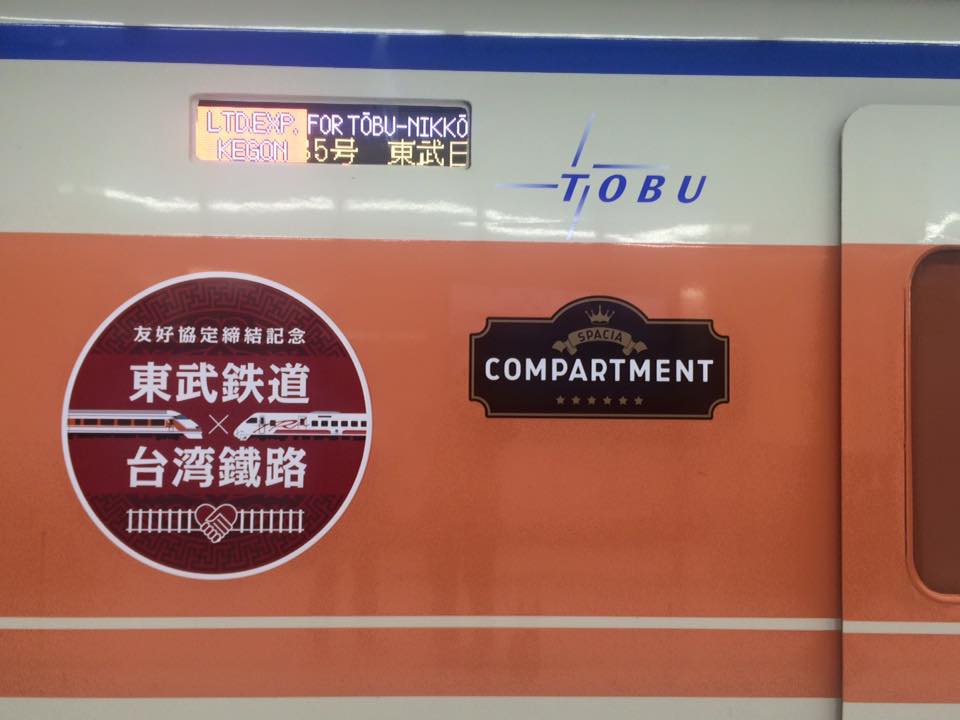 LTD.EXP. FOR TŌBU-NIKKŌ
KEGON 35号 東武日
TOBU
友好協定締結記念
東武鉄道
×
台湾鐵路
SPACIA
COMPARTMENT